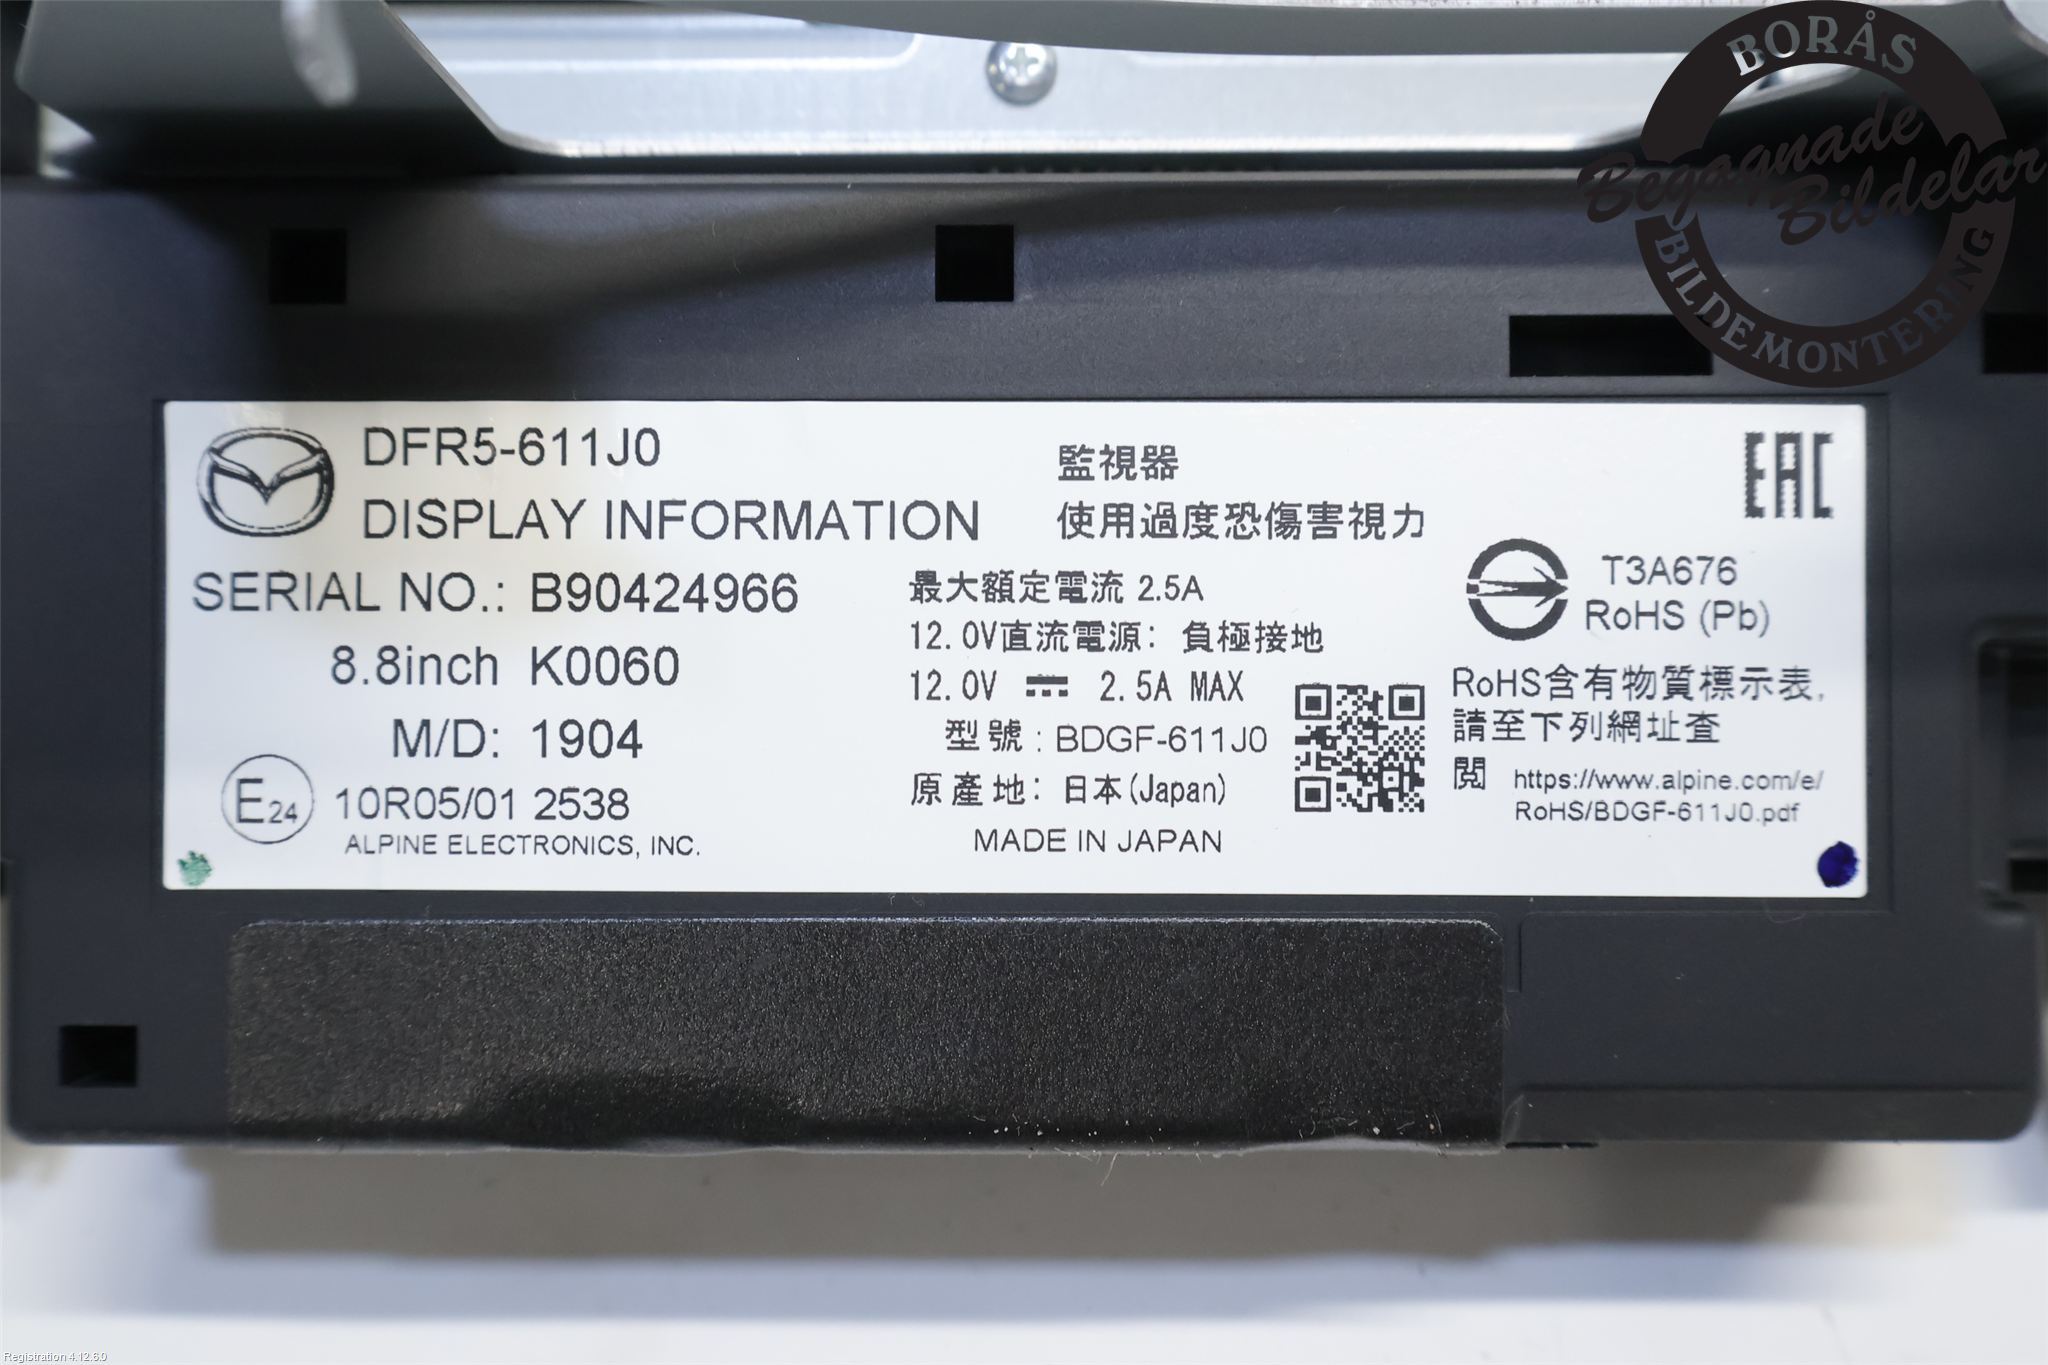 BORÅS
Begagnade
Bildelar
BILDEMONTERING
DFR5-611J0
DISPLAY INFORMATION
SERIAL NO.: B90424966
8.8inch K0060
M/D: 1904
E24 10R05/01 2538
ALPINE ELECTRONICS, INC.
監視器
使用過度恐傷害視力
最大額定電流 2.5A
12.0V直流電源: 負極接地
12.0V 2.5A MAX
型號: BDGF-611J0
原產地: 日本(Japan)
MADE IN JAPAN
EAC
T3A676
RoHS (Pb)
RoHS含有物質標示表,
請至下列網址查
閱 https://www.alpine.com/e/
RoHS/BDGF-611J0.pdf
Registration 4.12.6.0